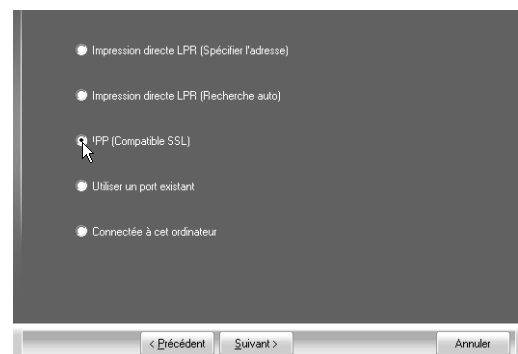 Impression directe LPR (Spécifier l'adresse)
Impression directe LPR (Recherche auto)
IPP (Compatible SSL)
Utiliser un port existant
Connectée à cet ordinateur
< Précédent Suivant > Annuler